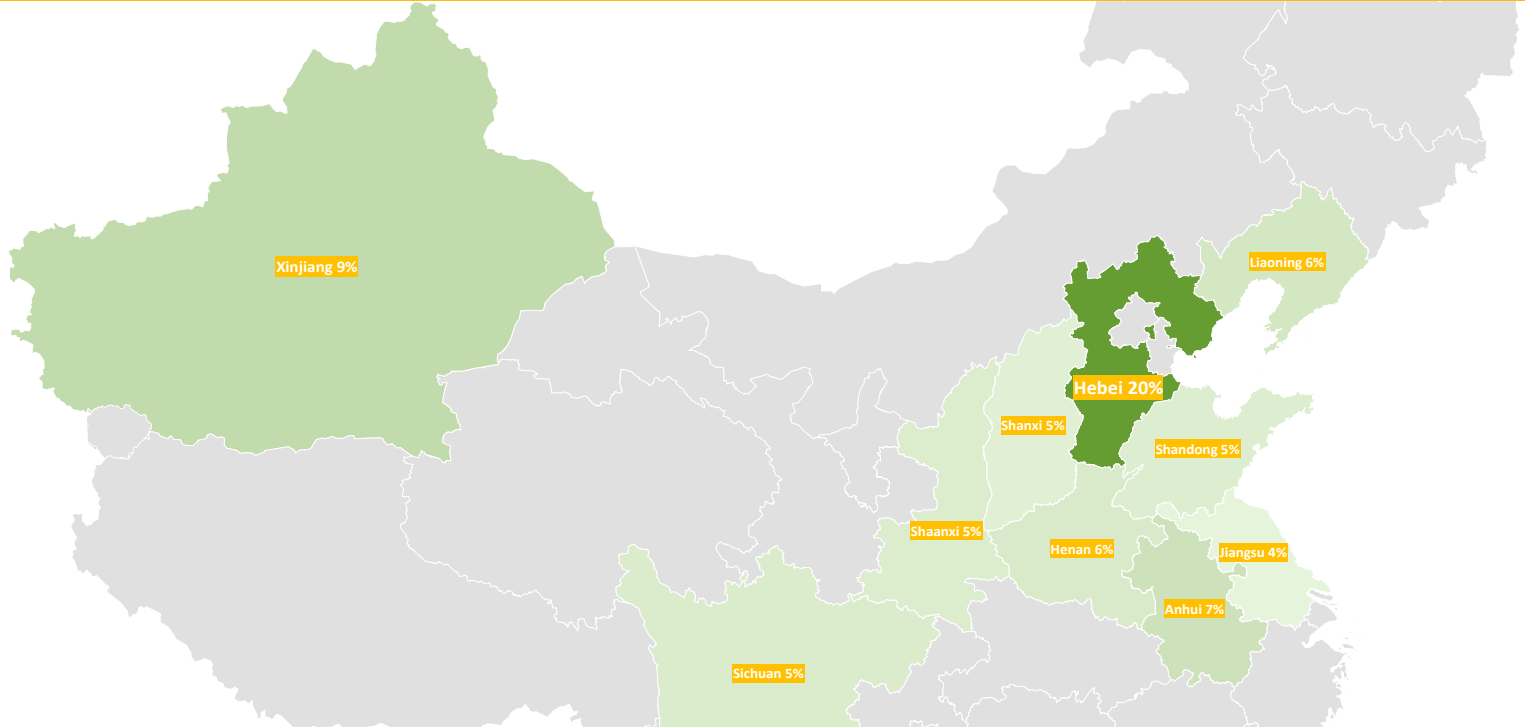 Xinjiang 9%
Liaoning 6%
Hebei 20%
Shanxi 5%
Shandong 5%
Shaanxi 5%
Henan 6%
Jiangsu 4%
Anhui 7%
Sichuan 5%